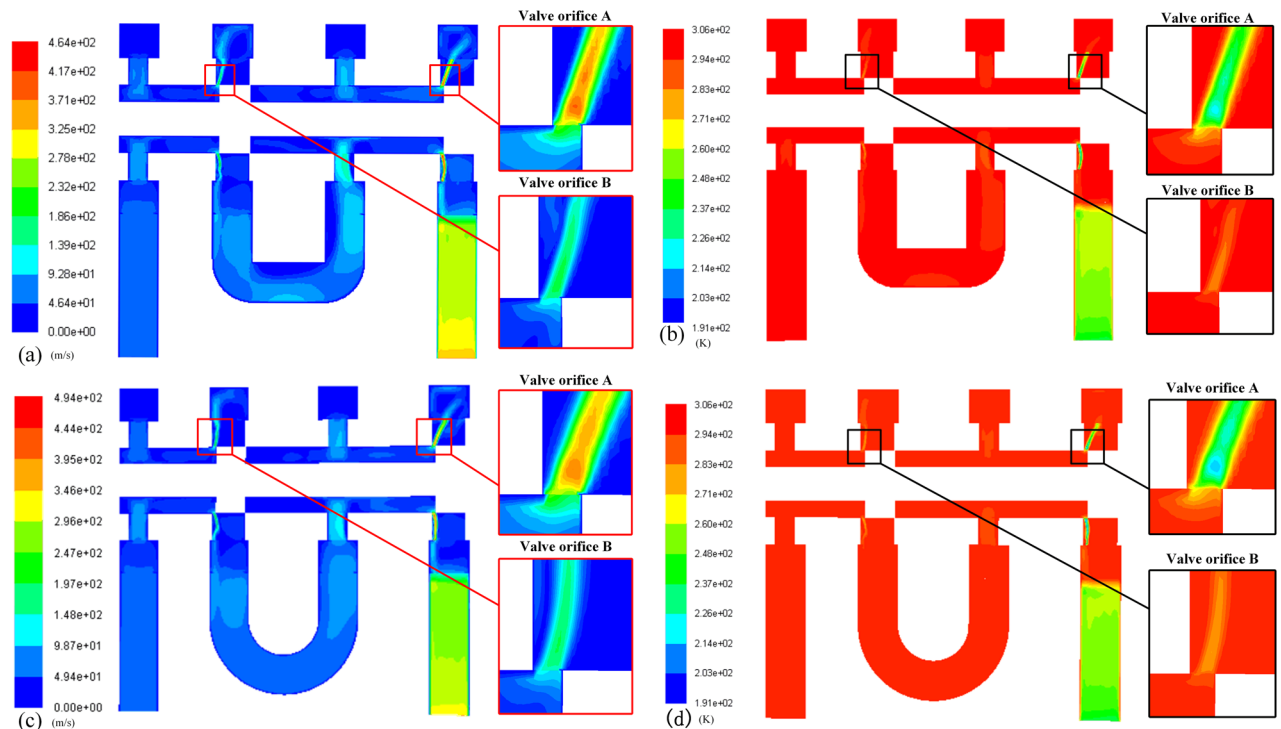 Valve orifice A
4.64e+02
4.17e+02
3.71e+02
3.25e+02
2.78e+02
2.32e+02
1.86e+02
1.39e+02
9.28e+01
4.64e+01
0.00e+00
Valve orifice B
(a) (m/s)
Valve orifice A
3.06e+02
2.94e+02
2.83e+02
2.71e+02
2.60e+02
2.48e+02
2.37e+02
2.26e+02
2.14e+02
2.03e+02
1.91e+02
Valve orifice B
(b) (K)
Valve orifice A
4.94e+02
4.44e+02
3.95e+02
3.46e+02
2.96e+02
2.47e+02
1.97e+02
1.48e+02
9.87e+01
4.94e+01
0.00e+00
Valve orifice B
(c) (m/s)
Valve orifice A
3.06e+02
2.94e+02
2.83e+02
2.71e+02
2.60e+02
2.48e+02
2.37e+02
2.26e+02
2.14e+02
2.03e+02
1.91e+02
Valve orifice B
(d) (K)